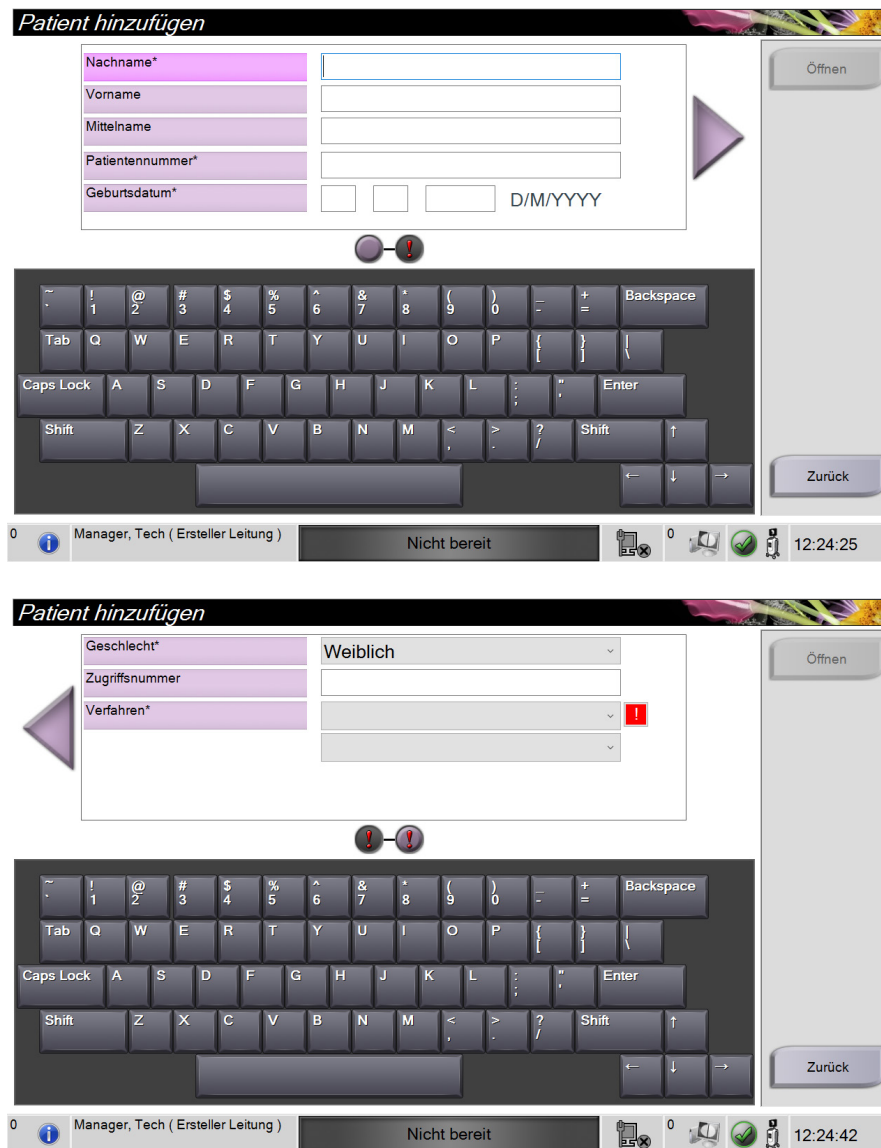 Patient hinzufügen
Nachname*
Öffnen
Vorname
Mittelname
Patientennummer*
Geburtsdatum*
D/M/YYYY
~ ! @ # $ % ^ & * ( ) _ + Backspace
` 1 2 3 4 5 6 7 8 9 0 - =
Tab Q W E R T Y U I O P { } |
[ ] \
Caps Lock A S D F G H J K L : " Enter
; '
Shift Z X C V B N M < > ? Shift ↑
, . /
← ↓ →
Zurück
0 Manager, Tech ( Ersteller Leitung ) Nicht bereit 0 12:24:25
Patient hinzufügen
Geschlecht* Weiblich
Öffnen
Zugriffsnummer
Verfahren* !
~ ! @ # $ % ^ & * ( ) _ + Backspace
` 1 2 3 4 5 6 7 8 9 0 - =
Tab Q W E R T Y U I O P { } |
[ ] \
Caps Lock A S D F G H J K L : " Enter
; '
Shift Z X C V B N M < > ? Shift ↑
, . /
← ↓ →
Zurück
0 Manager, Tech ( Ersteller Leitung ) Nicht bereit 0 12:24:42